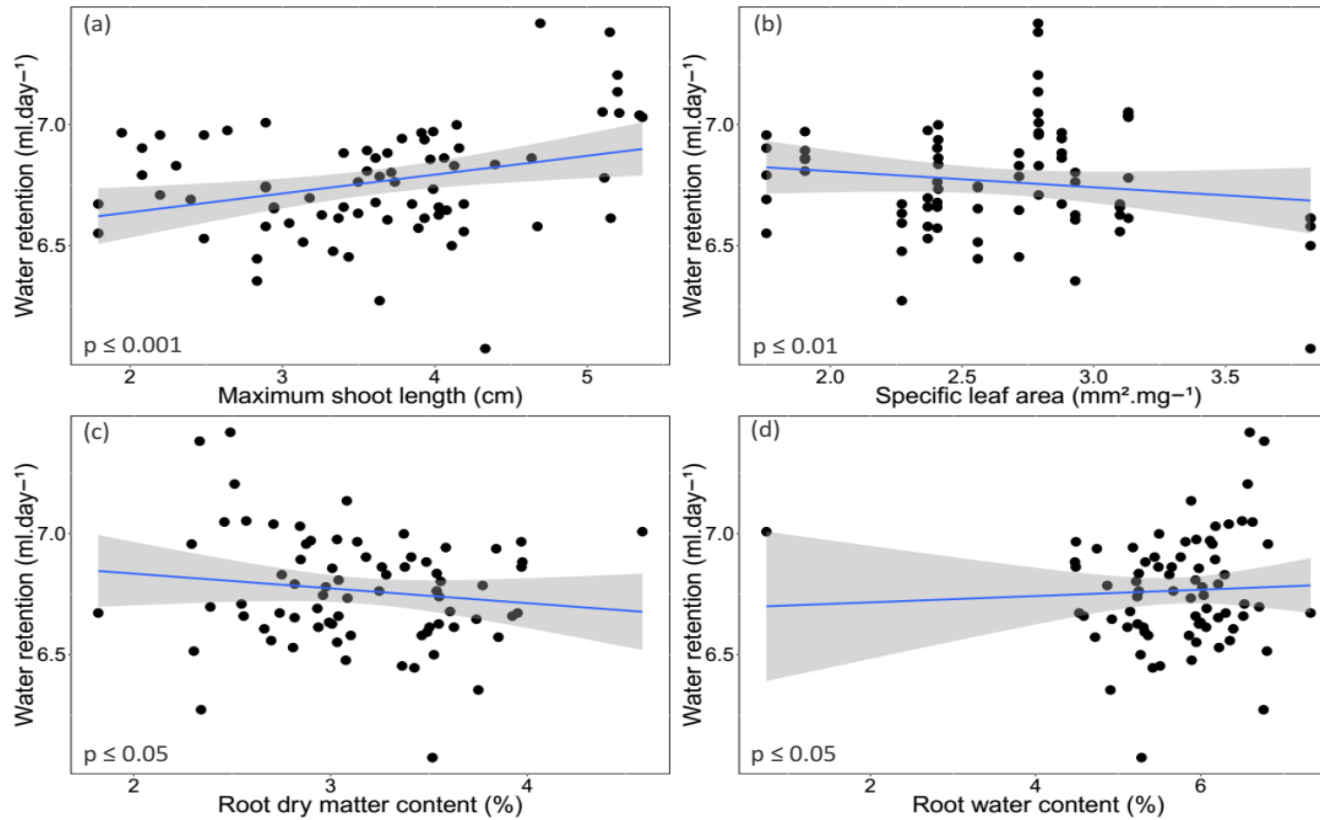 (a)
Water retention (ml.day−1)
7.0
6.5
p ≤ 0.001
2 3 4 5
Maximum shoot length (cm)
(b)
Water retention (ml.day−1)
7.0
6.5
p ≤ 0.01
2.0 2.5 3.0 3.5
Specific leaf area (mm².mg⁻¹)
(c)
Water retention (ml.day−1)
7.0
6.5
p ≤ 0.05
2 3 4
Root dry matter content (%)
(d)
Water retention (ml.day−1)
7.0
6.5
p ≤ 0.05
2 4 6
Root water content (%)